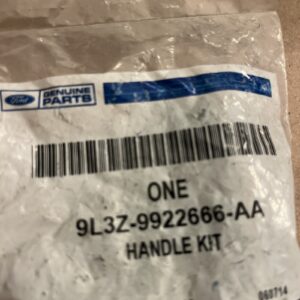 Ford
GENUINE
PARTS
ONE
9L3Z-9922666-AA
HANDLE KIT